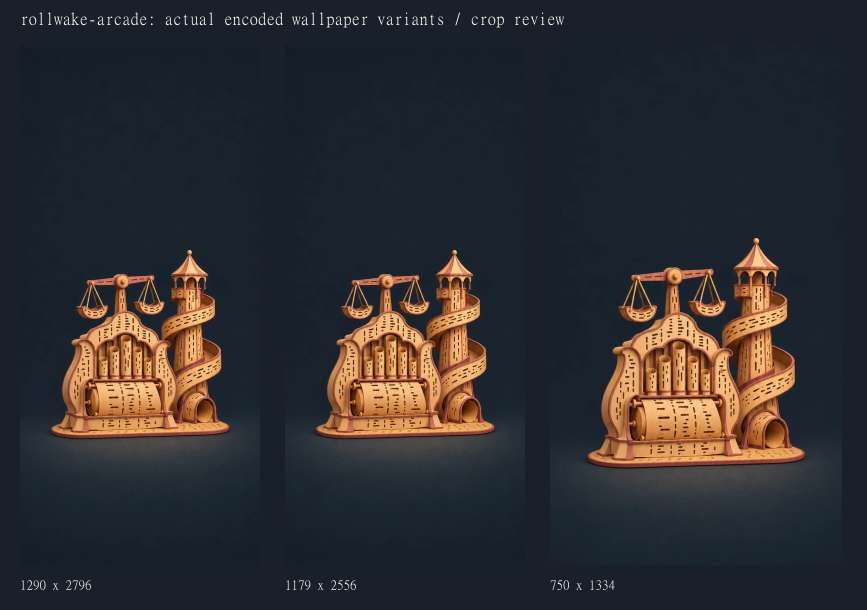 rollwake-arcade: actual encoded wallpaper variants / crop review
1290 x 2796
1179 x 2556
750 x 1334